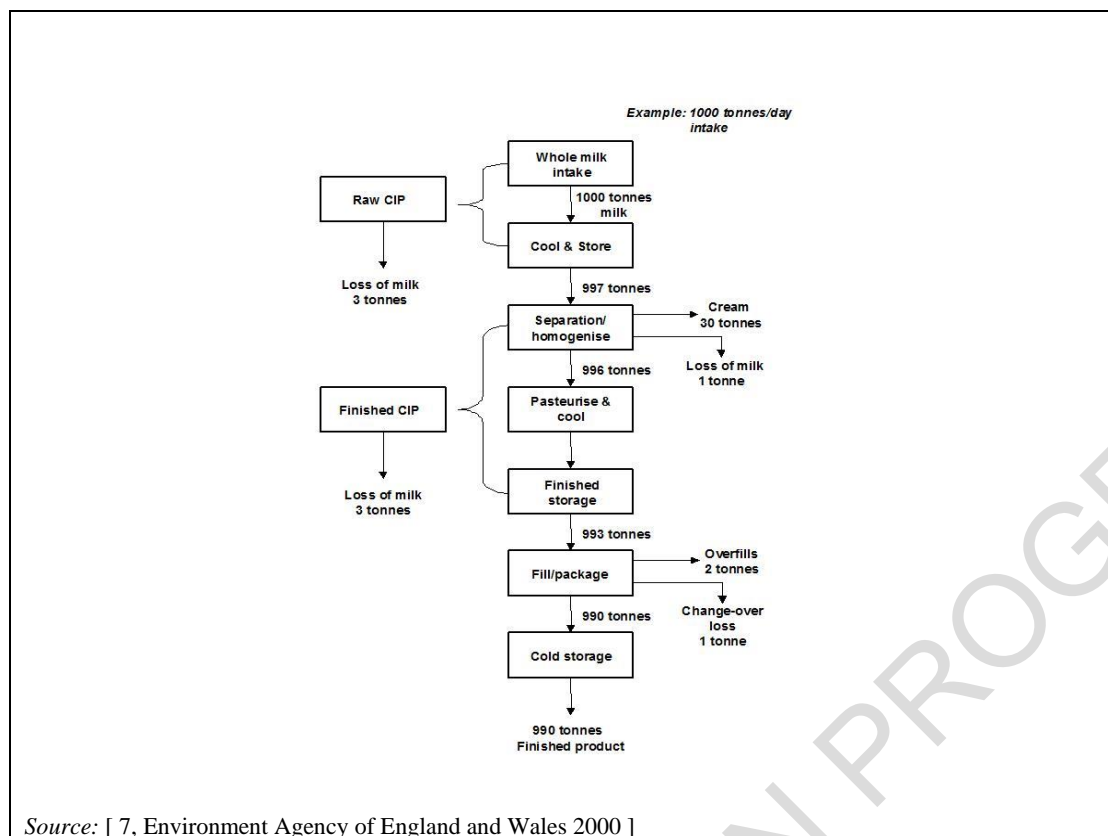 Example: 1000 tonnes/day
intake
Whole milk
intake
Raw CIP
1000 tonnes
milk
Cool & Store
Loss of milk
3 tonnes
997 tonnes
Separation/
homogenise
Cream
30 tonnes
Loss of milk
1 tonne
996 tonnes
Finished CIP
Pasteurise &
cool
Loss of milk
3 tonnes
Finished
storage
993 tonnes
Fill/package
Overfills
2 tonnes
Change-over
loss
1 tonne
990 tonnes
Cold storage
990 tonnes
Finished product
Source: [ 7, Environment Agency of England and Wales 2000 ]
N PROG